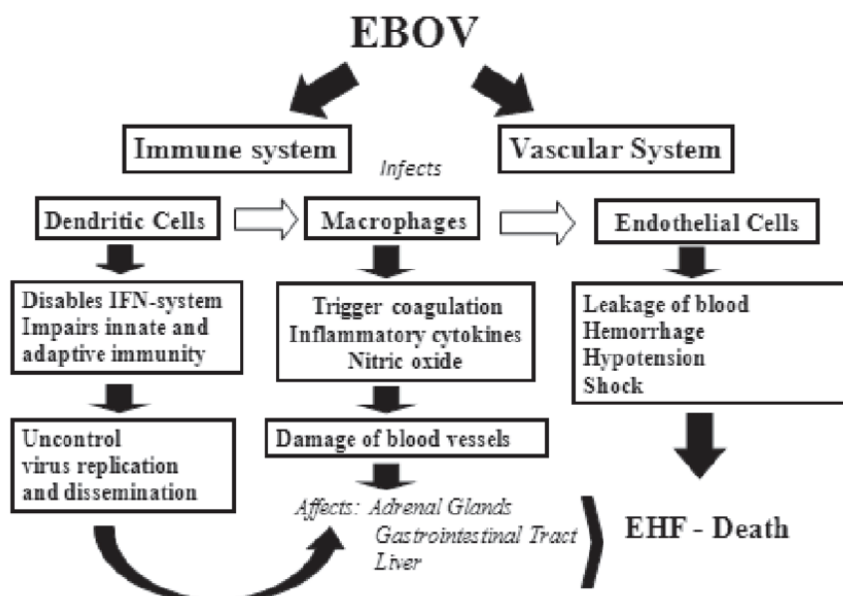 EBOV
Immune system
Vascular System
Infects
Dendritic Cells
Macrophages
Endothelial Cells
Disables IFN-system
Impairs innate and
adaptive immunity
Trigger coagulation
Inflammatory cytokines
Nitric oxide
Leakage of blood
Hemorrhage
Hypotension
Shock
Uncontrol
virus replication
and dissemination
Damage of blood vessels
Affects: Adrenal Glands
Gastrointestinal Tract
Liver
EHF - Death